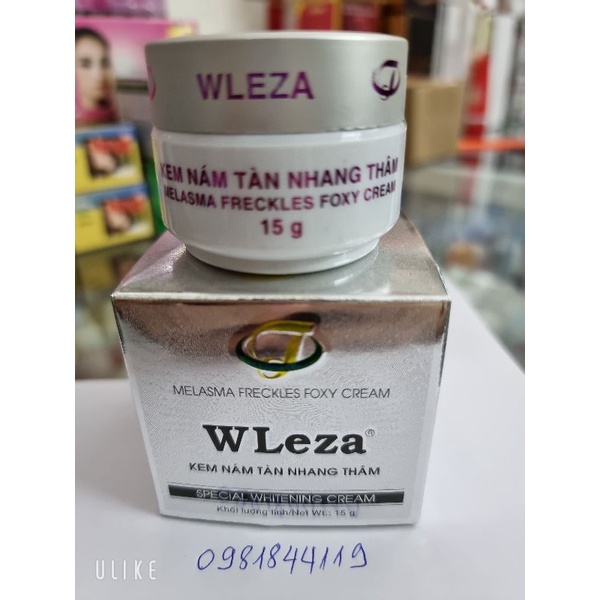 WLEZA
KEM NÁM TÀN NHANG THÂM
MELASMA FRECKLES FOXY CREAM
15 g
MELASMA FRECKLES FOXY CREAM
WLeza®
KEM NÁM TÀN NHANG THÂM
SPECIAL WHITENING CREAM
Khối lượng tịnh/Net Wt.: 15 g
0981844119
ULIKE